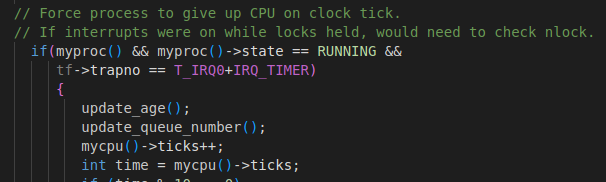 // Force process to give up CPU on clock tick.
// If interrupts were on while locks held, would need to check nlock.
if(myproc() && myproc()->state == RUNNING &&
tf->trapno == T_IRQ0+IRQ_TIMER)
{
update_age();
update_queue_number();
mycpu()->ticks++;
int time = mycpu()->ticks;